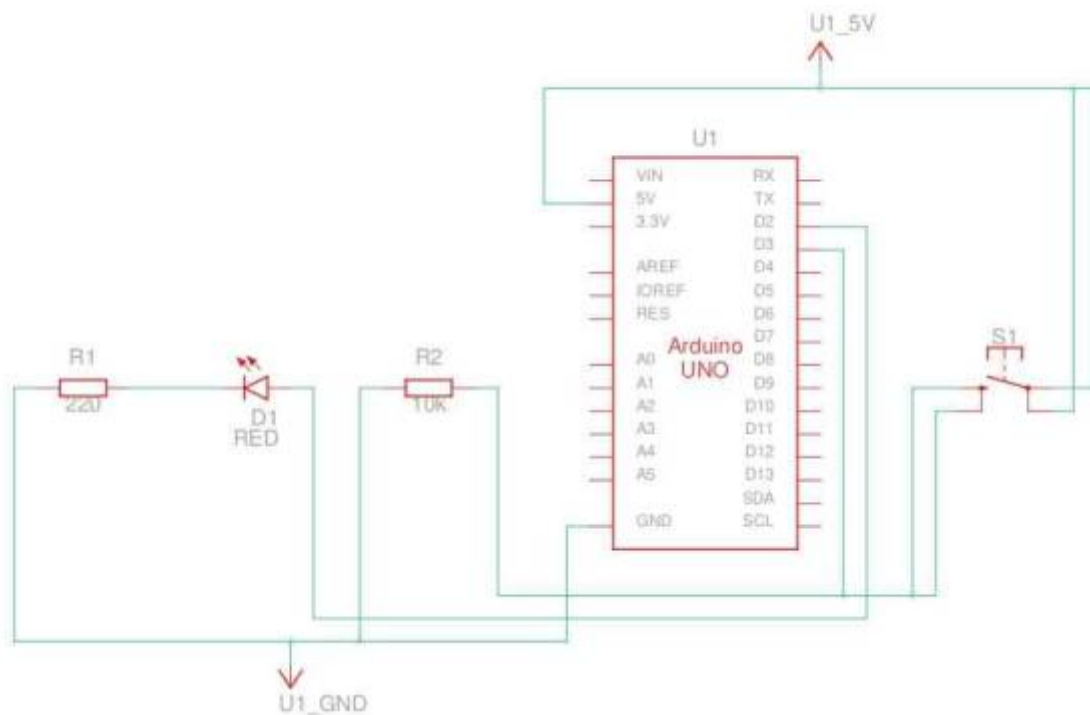 U1_5V
U1
VIN RX
5V TX
3.3V D2
D3
AREF D4
IOREF D5
RES D6
D7
A0 D8
A1 D9
A2 D10
A3 D11
A4 D12
A5 D13
SDA
GND SCL
Arduino
UNO
S1
R1
220
D1
RED
R2
10k
U1_GND